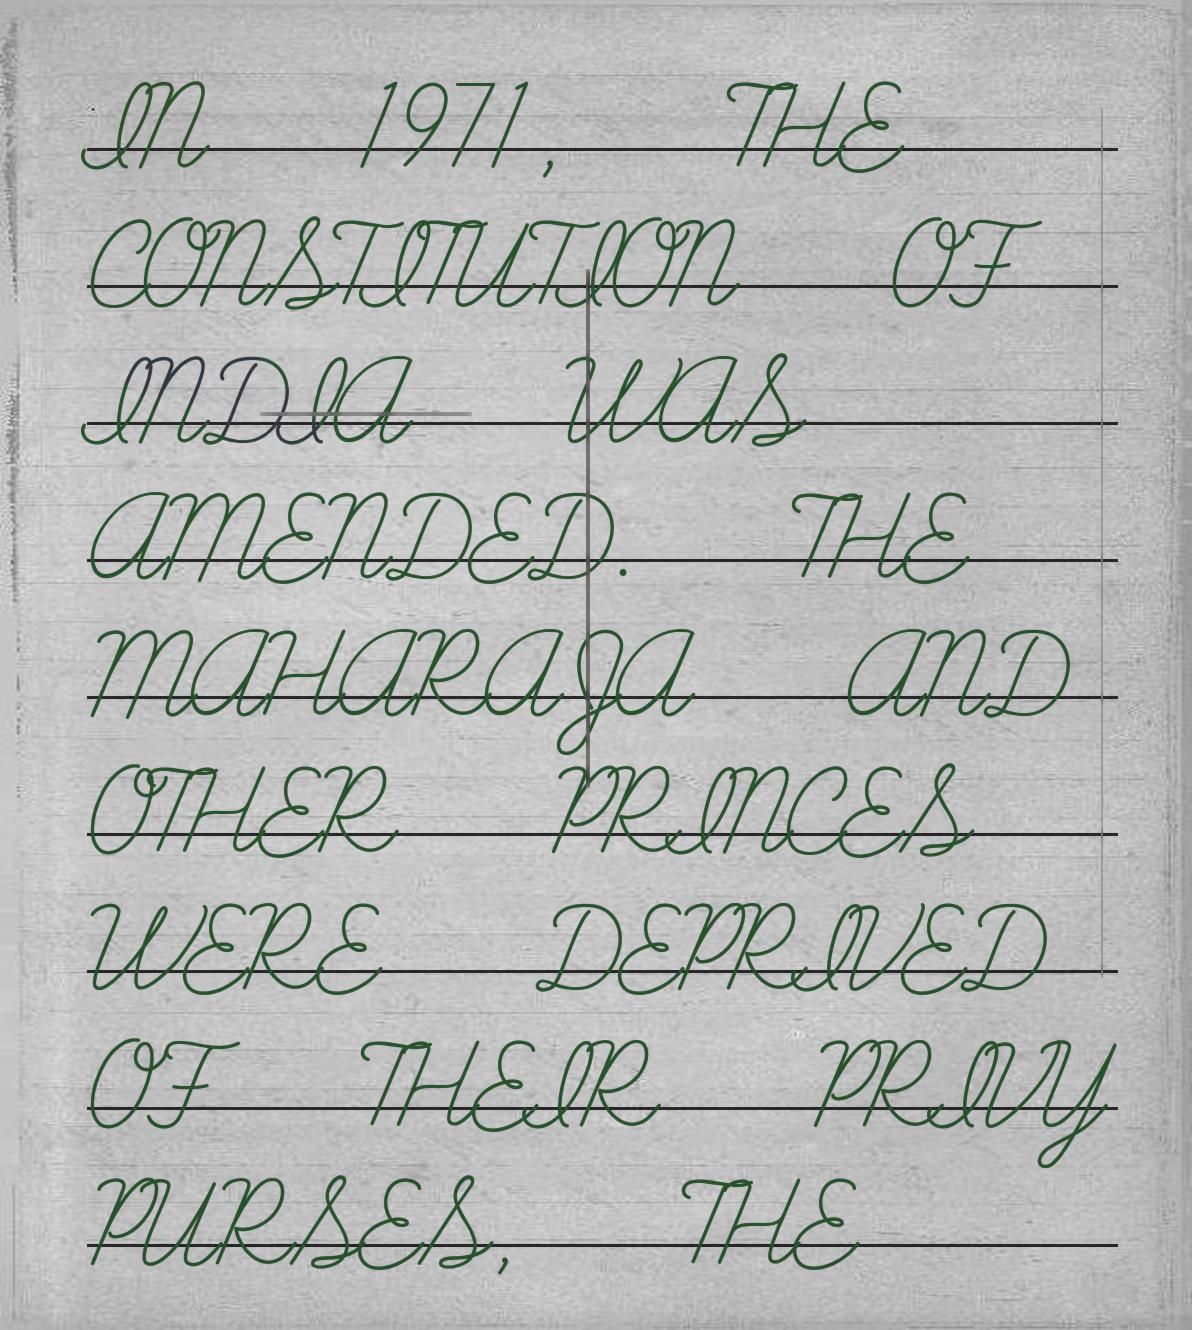 IN 1971, THE
CONSTITUTION OF
INDIA WAS
AMENDED. THE
MAHARAJA AND
OTHER PRINCES
WERE DEPRIVED
OF THEIR PRIVY
PURSES, THE